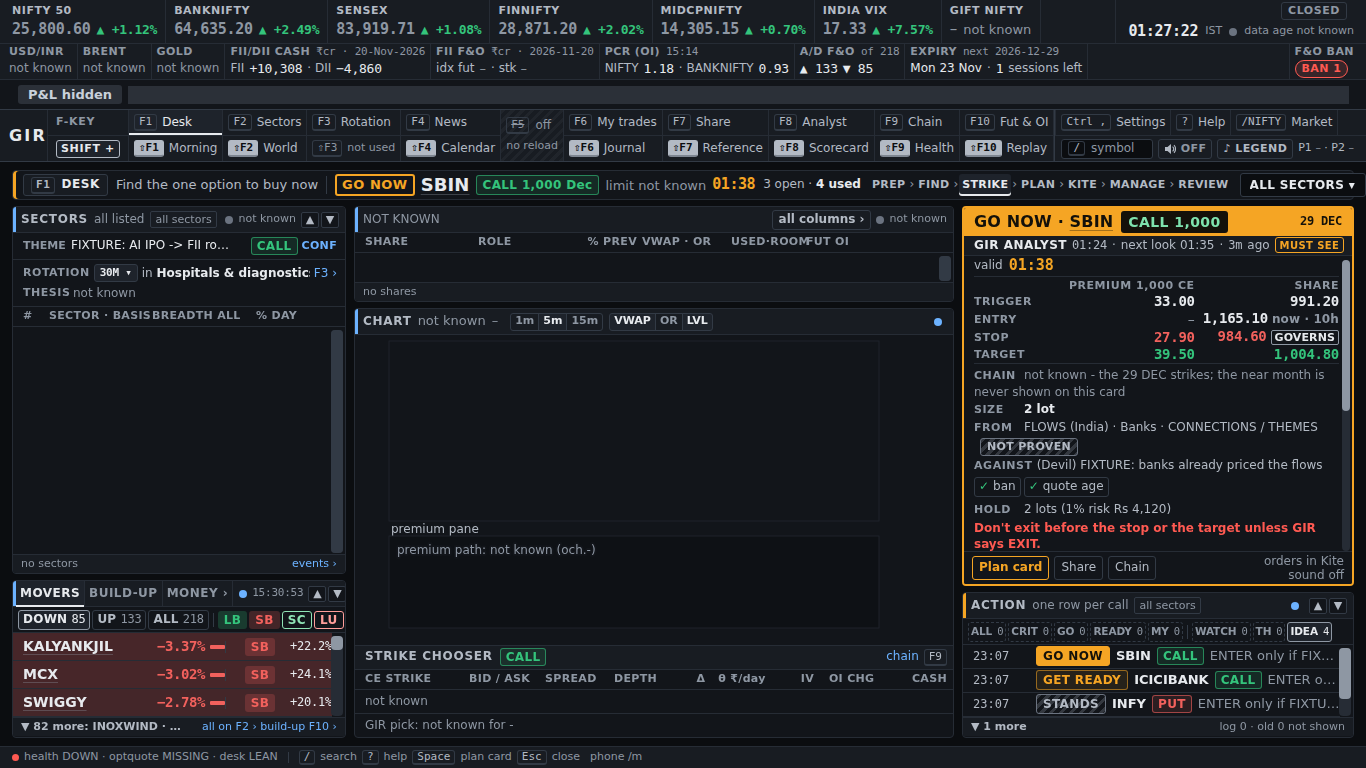 NIFTY 50 BANKNIFTY SENSEX FINNIFTY MIDCPNIFTY INDIA VIX GIFT NIFTY CLOSED
25,800.60 ▲ +1.12% 64,635.20 ▲ +2.49% 83,919.71 ▲ +1.08% 28,871.20 ▲ +2.02% 14,305.15 ▲ +0.70% 17.33 ▲ +7.57% – not known 01:27:22 IST data age not known
USD/INR BRENT GOLD FII/DII CASH ₹cr · 20-Nov-2026 FII F&O ₹cr · 2026-11-20 PCR (OI) 15:14 A/D F&O of 218 EXPIRY next 2026-12-29 F&O BAN
not known not known not known FII +10,308 · DII −4,860 idx fut – · stk – NIFTY 1.18 · BANKNIFTY 0.93 ▲ 133 ▼ 85 Mon 23 Nov · 1 sessions left BAN 1
P&L hidden
GIR F-KEY F1 Desk F2 Sectors F3 Rotation F4 News F5 off F6 My trades F7 Share F8 Analyst F9 Chain F10 Fut & OI Ctrl , Settings ? Help /NIFTY Market
SHIFT + ⇧F1 Morning ⇧F2 World ⇧F3 not used ⇧F4 Calendar no reload ⇧F6 Journal ⇧F7 Reference ⇧F8 Scorecard ⇧F9 Health ⇧F10 Replay / symbol OFF ♪ LEGEND P1 – · P2 –
F1 DESK Find the one option to buy now GO NOW SBIN CALL 1,000 Dec limit not known 01:38 3 open · 4 used PREP › FIND › STRIKE › PLAN › KITE › MANAGE › REVIEW ALL SECTORS ▾
SECTORS all listed all sectors not known ▲ ▼
THEME FIXTURE: AI IPO -> FII ro… CALL CONF
ROTATION 30M ▾ in Hospitals & diagnostic F3 ›
THESIS not known
# SECTOR · BASIS BREADTH ALL % DAY
no sectors events ›
MOVERS BUILD-UP MONEY › 15:30:53 ▲ ▼
DOWN 85 UP 133 ALL 218 LB SB SC LU
KALYANKJIL −3.37% SB +22.2%
MCX −3.02% SB +24.1%
SWIGGY −2.78% SB +20.1%
▼ 82 more: INOXWIND · … all on F2 › build-up F10 ›
NOT KNOWN all columns › not known
SHARE ROLE % PREV VWAP · OR USED·ROOM FUT OI
no shares
CHART not known – 1m 5m 15m VWAP OR LVL
premium pane
premium path: not known (och.-)
STRIKE CHOOSER CALL chain F9
CE STRIKE BID / ASK SPREAD DEPTH Δ θ ₹/day IV OI CHG CASH
not known
GIR pick: not known for -
GO NOW · SBIN CALL 1,000 29 DEC
GIR ANALYST 01:24 · next look 01:35 · 3m ago MUST SEE
valid 01:38
PREMIUM 1,000 CE SHARE
TRIGGER 33.00 991.20
ENTRY – 1,165.10 now · 10h
STOP 27.90 984.60 GOVERNS
TARGET 39.50 1,004.80
CHAIN not known - the 29 DEC strikes; the near month is
never shown on this card
SIZE 2 lot
FROM FLOWS (India) · Banks · CONNECTIONS / THEMES
NOT PROVEN
AGAINST (Devil) FIXTURE: banks already priced the flows
✓ ban ✓ quote age
HOLD 2 lots (1% risk Rs 4,120)
Don't exit before the stop or the target unless GIR
says EXIT.
Plan card Share Chain orders in Kite
sound off
ACTION one row per call all sectors ▲ ▼
ALL 0 CRIT 0 GO 0 READY 0 MY 0 WATCH 0 TH 0 IDEA 4
23:07 GO NOW SBIN CALL ENTER only if FIX…
23:07 GET READY ICICIBANK CALL ENTER o…
23:07 STANDS INFY PUT ENTER only if FIXTU…
▼ 1 more log 0 · old 0 not shown
health DOWN · optquote MISSING · desk LEAN / search ? help Space plan card Esc close phone /m